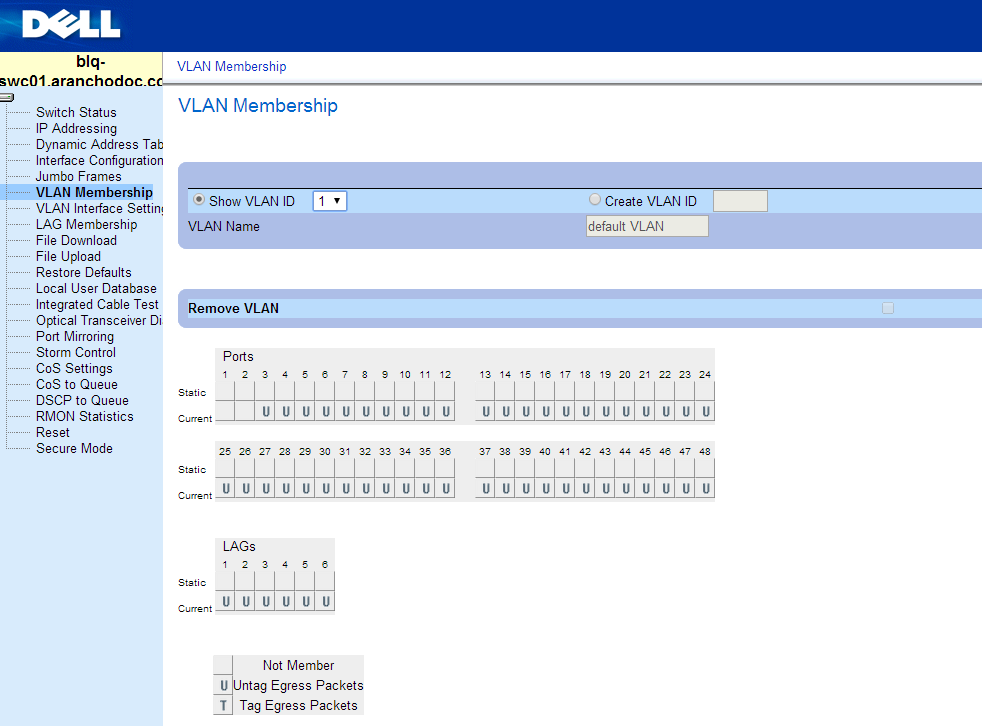 DELL
blq-
swc01.aranchodoc.cc
Switch Status
IP Addressing
Dynamic Address Tab
Interface Configuration
Jumbo Frames
VLAN Membership
VLAN Interface Setting
LAG Membership
File Download
File Upload
Restore Defaults
Local User Database
Integrated Cable Test
Optical Transceiver Di
Port Mirroring
Storm Control
CoS Settings
CoS to Queue
DSCP to Queue
RMON Statistics
Reset
Secure Mode
VLAN Membership
VLAN Membership
Show VLAN ID 1 Create VLAN ID
VLAN Name default VLAN
Remove VLAN
Ports
1 2 3 4 5 6 7 8 9 10 11 12 13 14 15 16 17 18 19 20 21 22 23 24
Static
Current U U U U U U U U U U U U U U U U U U U U U U
25 26 27 28 29 30 31 32 33 34 35 36 37 38 39 40 41 42 43 44 45 46 47 48
Static
Current U U U U U U U U U U U U U U U U U U U U U U U U
LAGs
1 2 3 4 5 6
Static
Current U U U U U U
Not Member
U Untag Egress Packets
T Tag Egress Packets